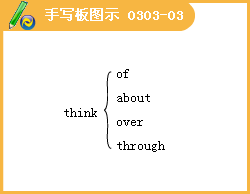 手写板图示 0303-03
of
about
think
over
through